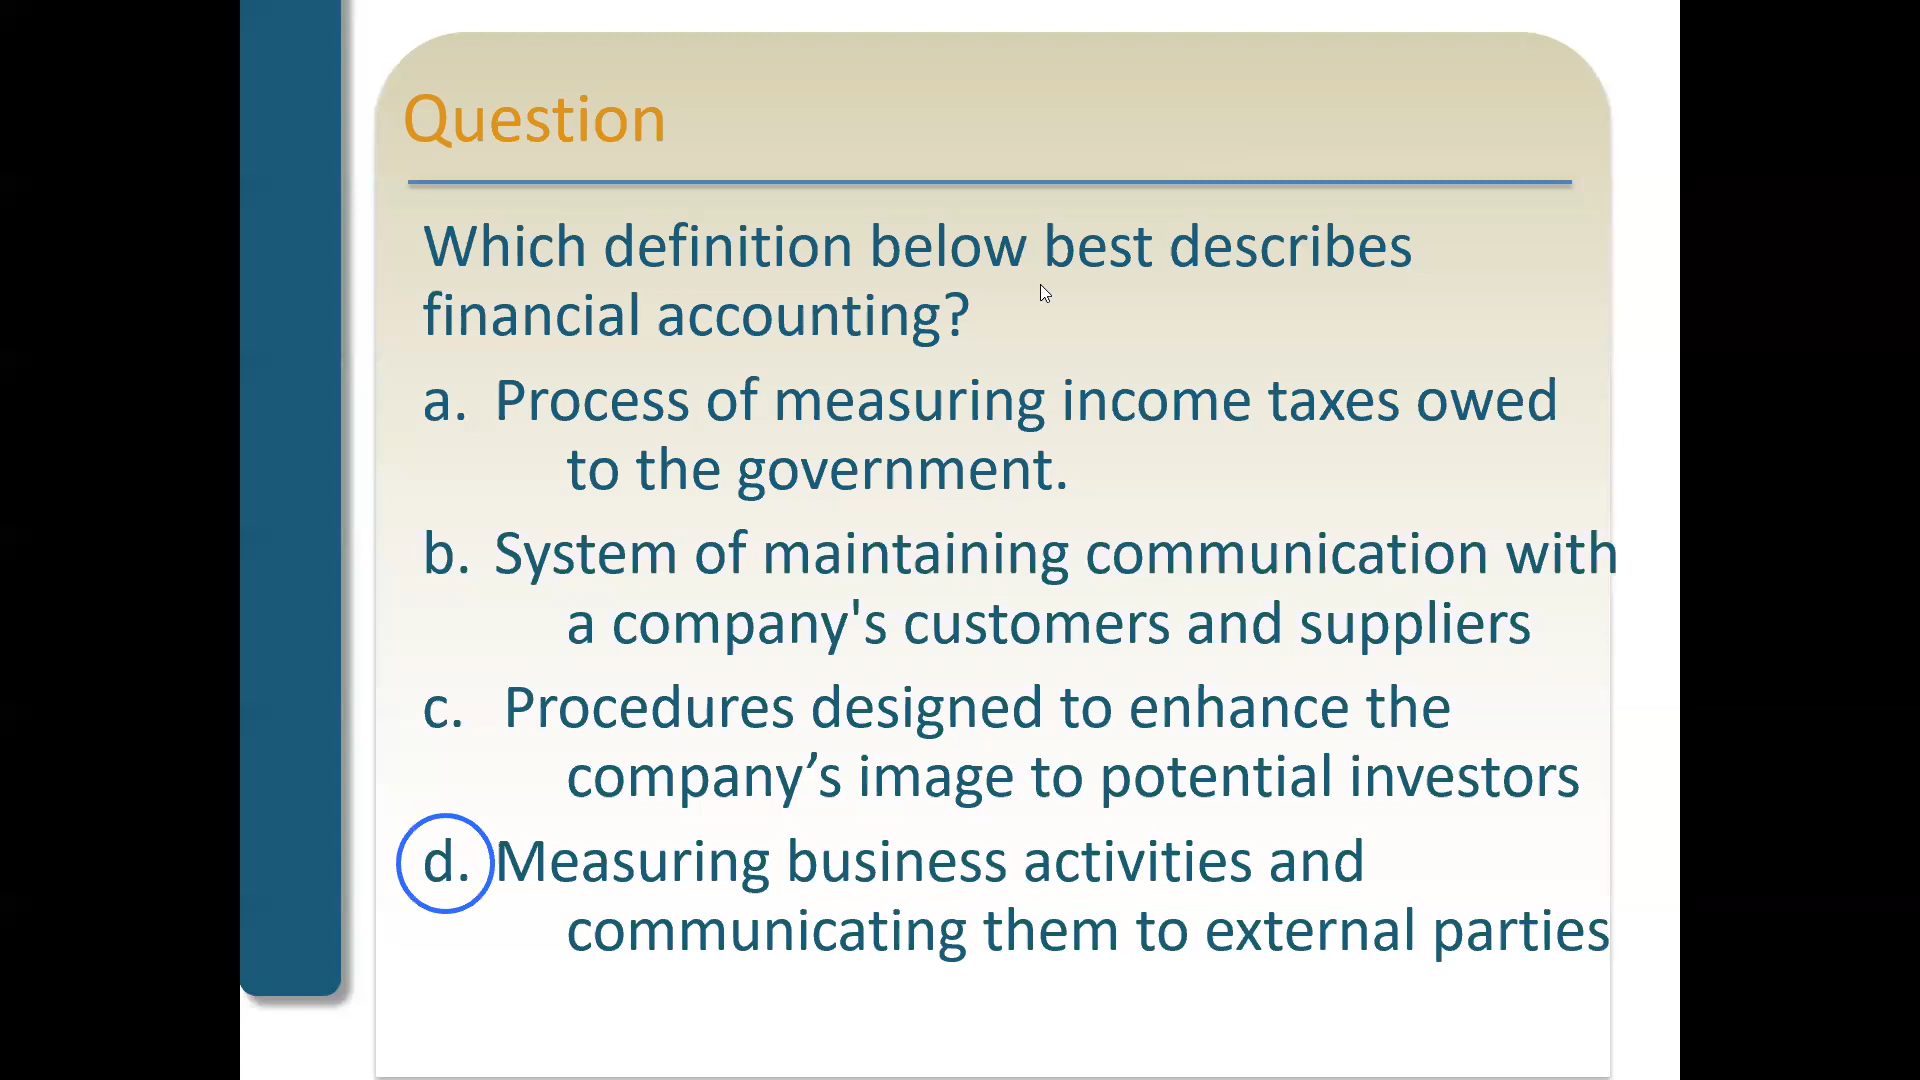 Question
Which definition below best describes
financial accounting?
a. Process of measuring income taxes owed
to the government.
b. System of maintaining communication with
a company's customers and suppliers
c. Procedures designed to enhance the
company’s image to potential investors
d. Measuring business activities and
communicating them to external parties